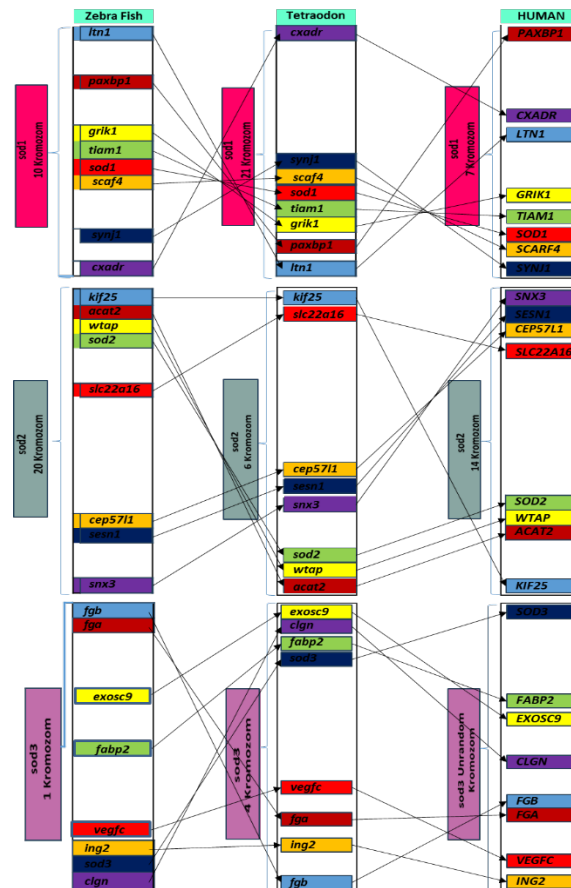 Zebra Fish
Tetraodon
HUMAN
sod1
10 Kromozom
ltn1
paxbp1
grik1
tiam1
sod1
scaf4
synj1
cxadr
sod1
21 Kromozom
cxadr
synj1
scaf4
sod1
tiam1
grik1
paxbp1
ltn1
sod1
7 Kromozom
PAXBP1
CXADR
LTN1
GRIK1
TIAM1
SOD1
SCARF4
SYNJ1
sod2
20 Kromozom
kif25
acat2
wtap
sod2
slc22a16
cep57l1
sesn1
snx3
sod2
6 Kromozom
kif25
slc22a16
cep57l1
sesn1
snx3
sod2
wtap
acat2
sod2
14 Kromozom
SNX3
SESN1
CEP57L1
SLC22A16
SOD2
WTAP
ACAT2
KIF25
sod3
1 Kromozom
fgb
fga
exosc9
fabp2
vegfc
ing2
sod3
clgn
sod3
4 Kromozom
exosc9
clgn
fabp2
sod3
vegfc
fga
ing2
fgb
sod3 Unrandom
Kromozom
SOD3
FABP2
EXOSC9
CLGN
FGB
FGA
VEGFC
ING2